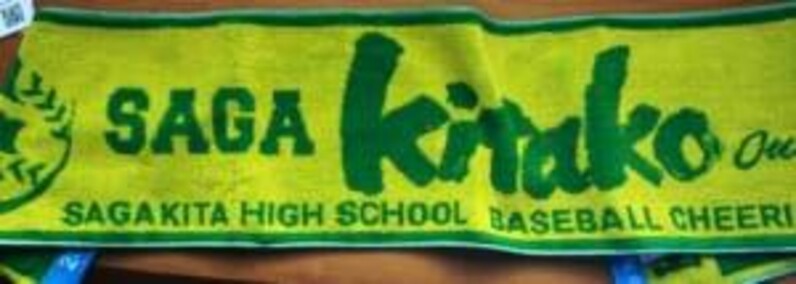 SAGA kitako
SAGAKITA HIGH SCHOOL BASEBALL CHEERI